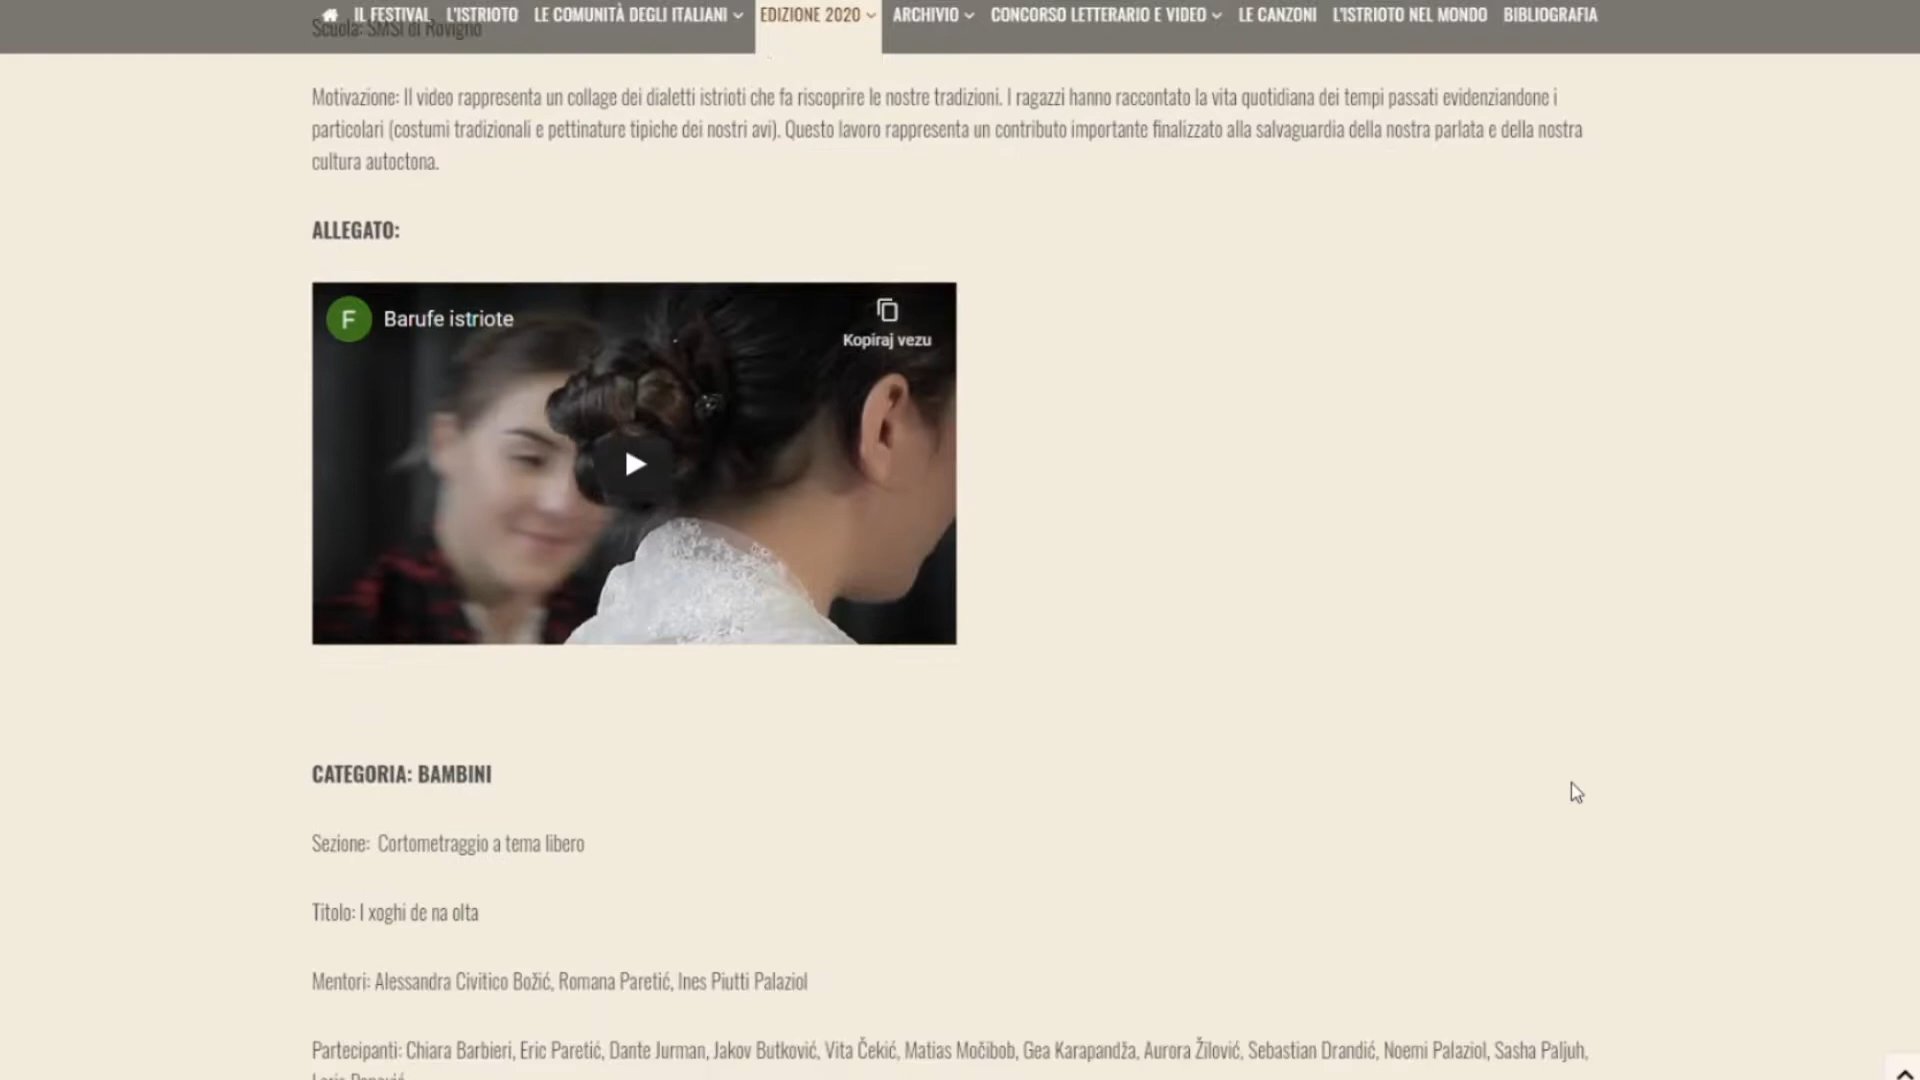 IL FESTIVAL L'ISTRIOTO LE COMUNITÀ DEGLI ITALIANI EDIZIONE 2020 ARCHIVIO CONCORSO LETTERARIO E VIDEO LE CANZONI L'ISTRIOTO NEL MONDO BIBLIOGRAFIA
Scuola: SMSI di Rovigno
Motivazione: Il video rappresenta un collage dei dialetti istrioti che fa riscoprire le nostre tradizioni. I ragazzi hanno raccontato la vita quotidiana dei tempi passati evidenziandone i
particolari (costumi tradizionali e pettinature tipiche dei nostri avi). Questo lavoro rappresenta un contributo importante finalizzato alla salvaguardia della nostra parlata e della nostra
cultura autoctona.
ALLEGATO:
F Barufe istriote
Kopiraj vezu
CATEGORIA: BAMBINI
Sezione: Cortometraggio a tema libero
Titolo: I xoghi de na olta
Mentori: Alessandra Civitico Božić, Romana Paretić, Ines Piutti Palaziol
Partecipanti: Chiara Barbieri, Eric Paretić, Dante Jurman, Jakov Butković, Vita Čekić, Matias Močibob, Gea Karapandža, Aurora Žilović, Sebastian Drandić, Noemi Palaziol, Sasha Paljuh,